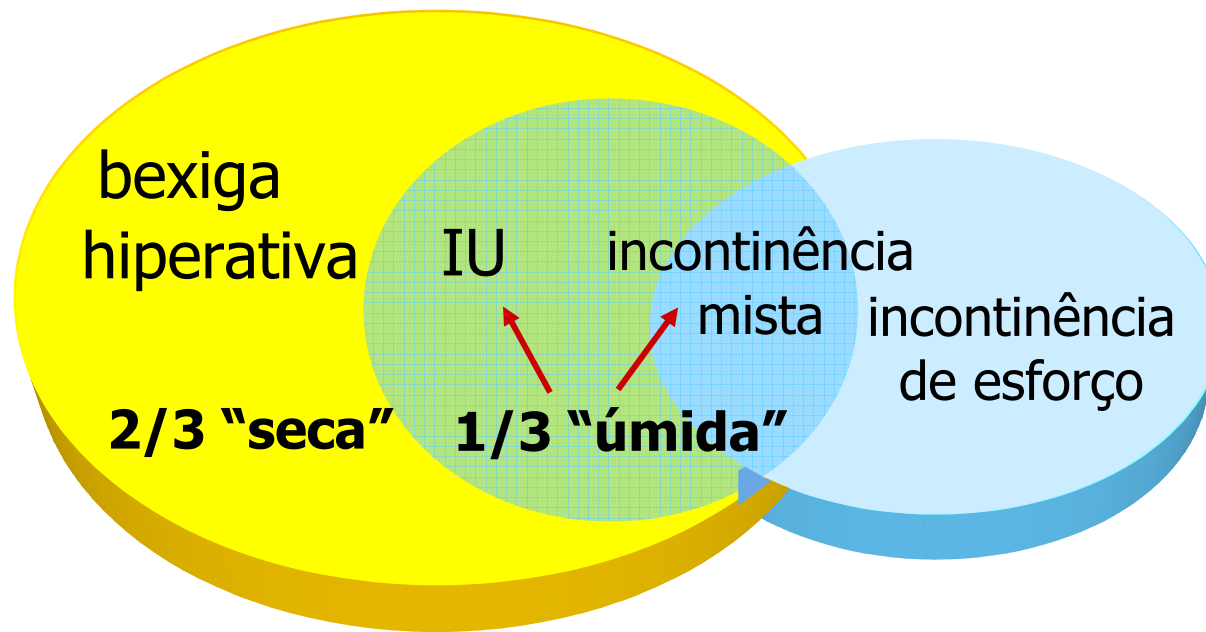 bexiga
hiperativa
IU
incontinência
mista
incontinência
de esforço
2/3 “seca”
1/3 “úmida”